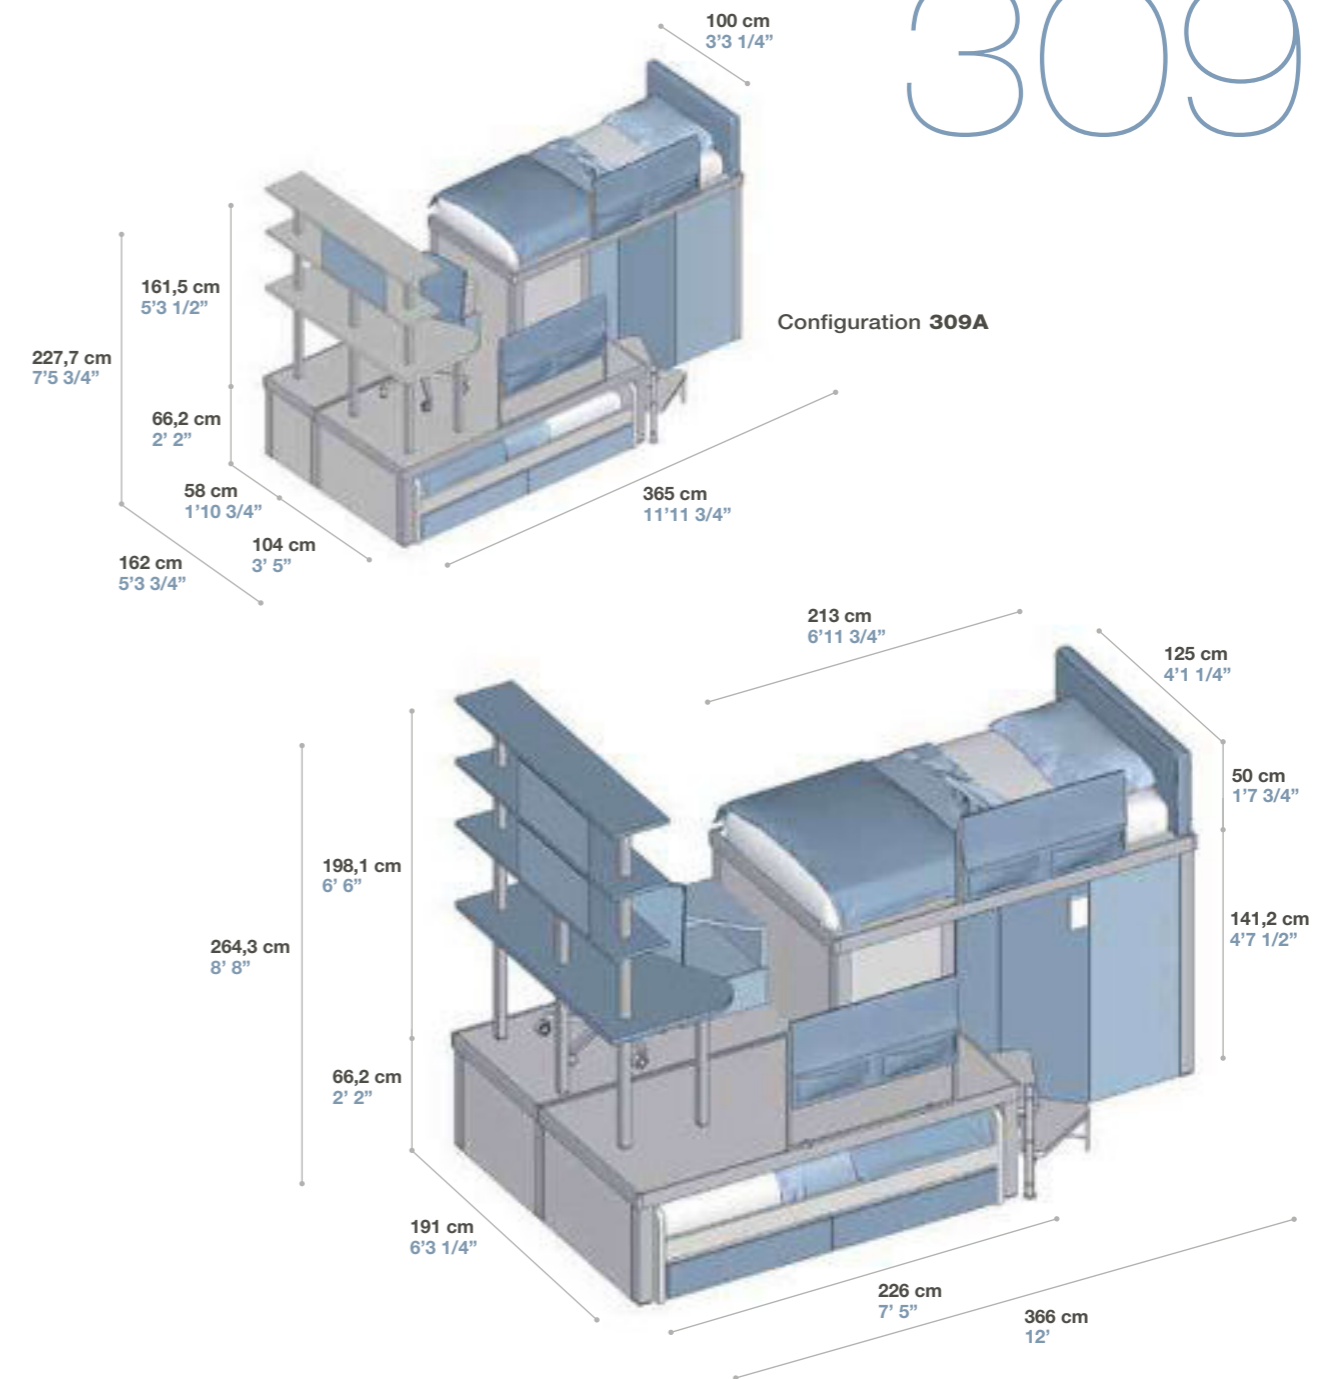 309
100 cm
3'3 1/4”
161,5 cm
5'3 1/2”
Configuration 309A
227,7 cm
7'5 3/4”
66,2 cm
2’ 2”
58 cm
1'10 3/4”
365 cm
11'11 3/4”
104 cm
3’ 5”
162 cm
5'3 3/4”
213 cm
6'11 3/4”
125 cm
4'1 1/4”
50 cm
1'7 3/4”
198,1 cm
6’ 6”
141,2 cm
4'7 1/2”
264,3 cm
8’ 8”
66,2 cm
2’ 2”
191 cm
6'3 1/4”
226 cm
7’ 5”
366 cm
12’